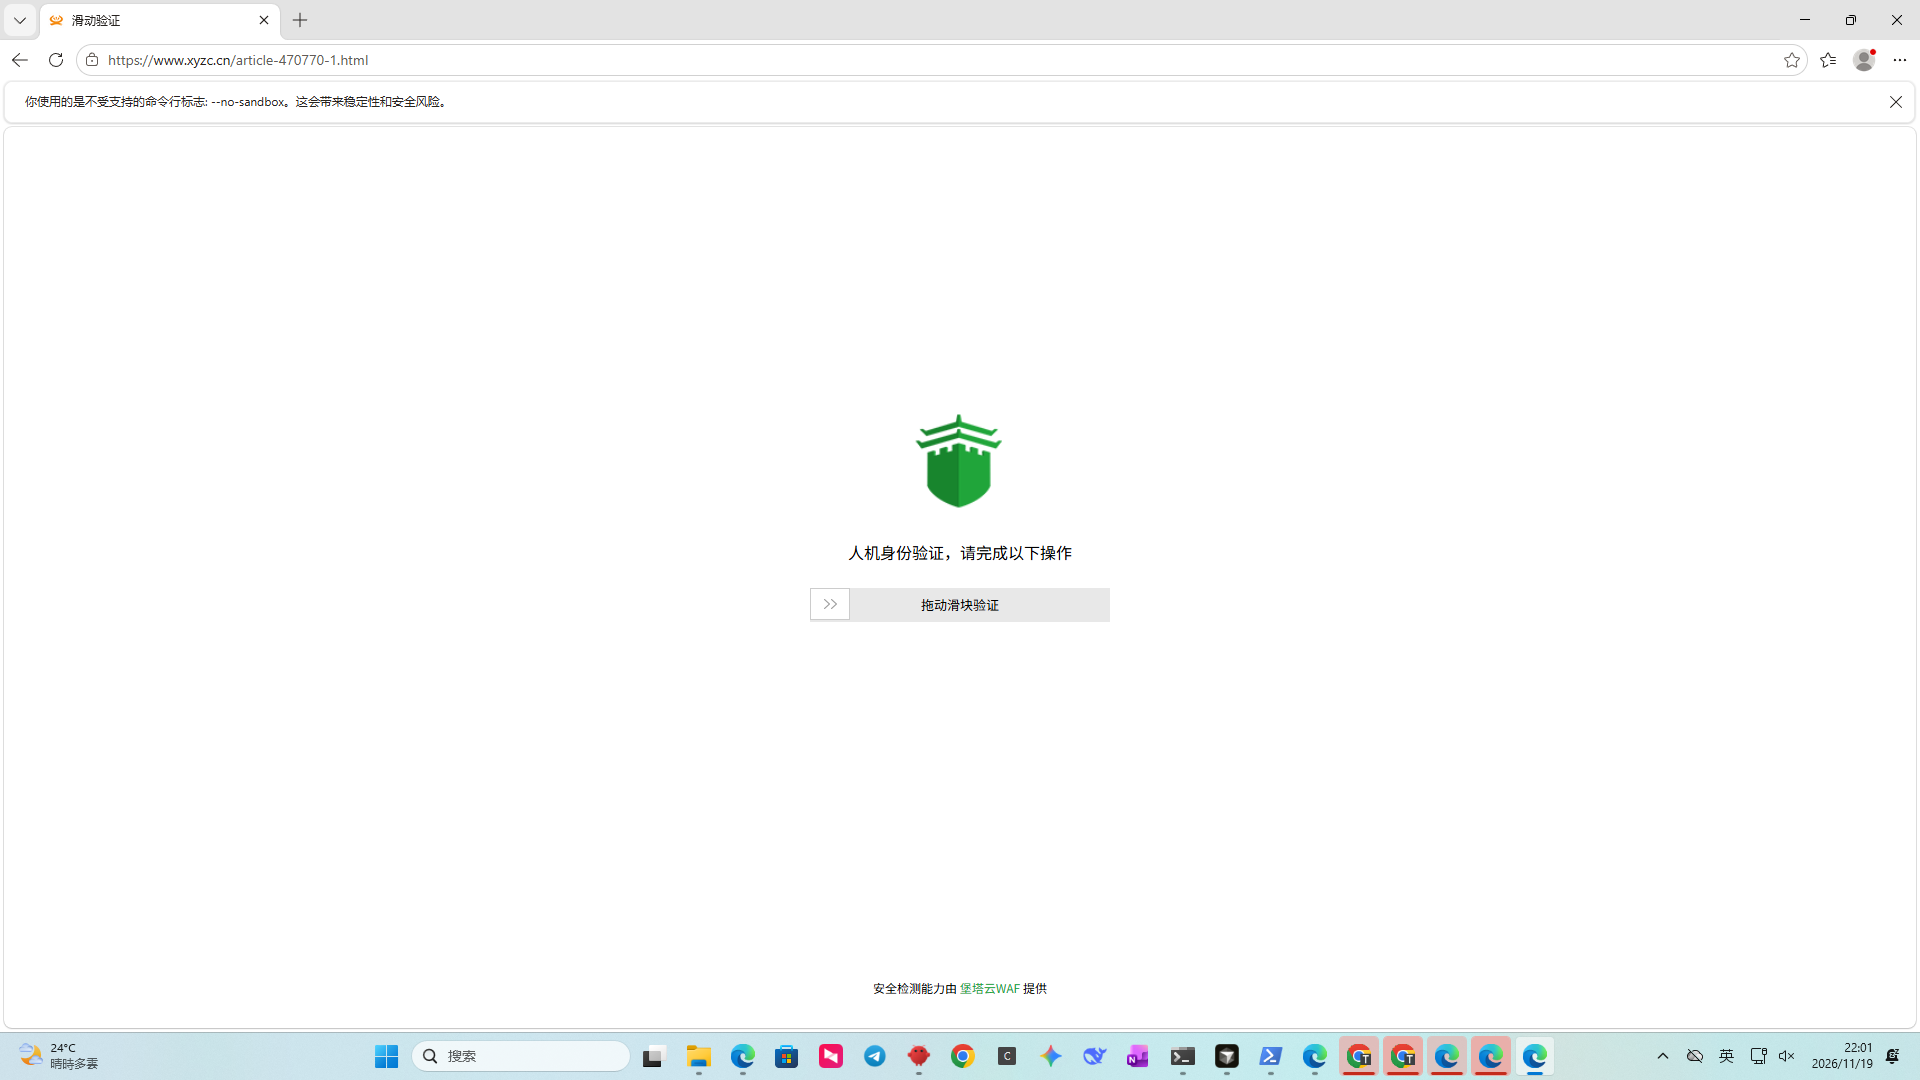 滑动验证
https://www.xyzc.cn/article-470770-1.html
你使用的是不受支持的命令行标志: --no-sandbox。这会带来稳定性和安全风险。
人机身份验证，请完成以下操作
拖动滑块验证
安全检测能力由 堡塔云WAF 提供
24°C
晴時多雲
搜索
英
22:01
2026/11/19